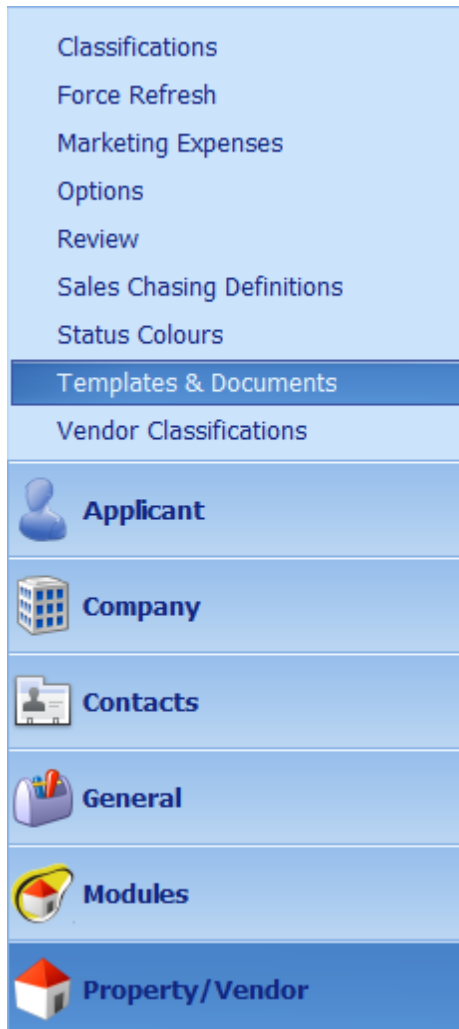 Classifications
Force Refresh
Marketing Expenses
Options
Review
Sales Chasing Definitions
Status Colours
Templates & Documents
Vendor Classifications
Applicant
Company
Contacts
General
Modules
Property/Vendor